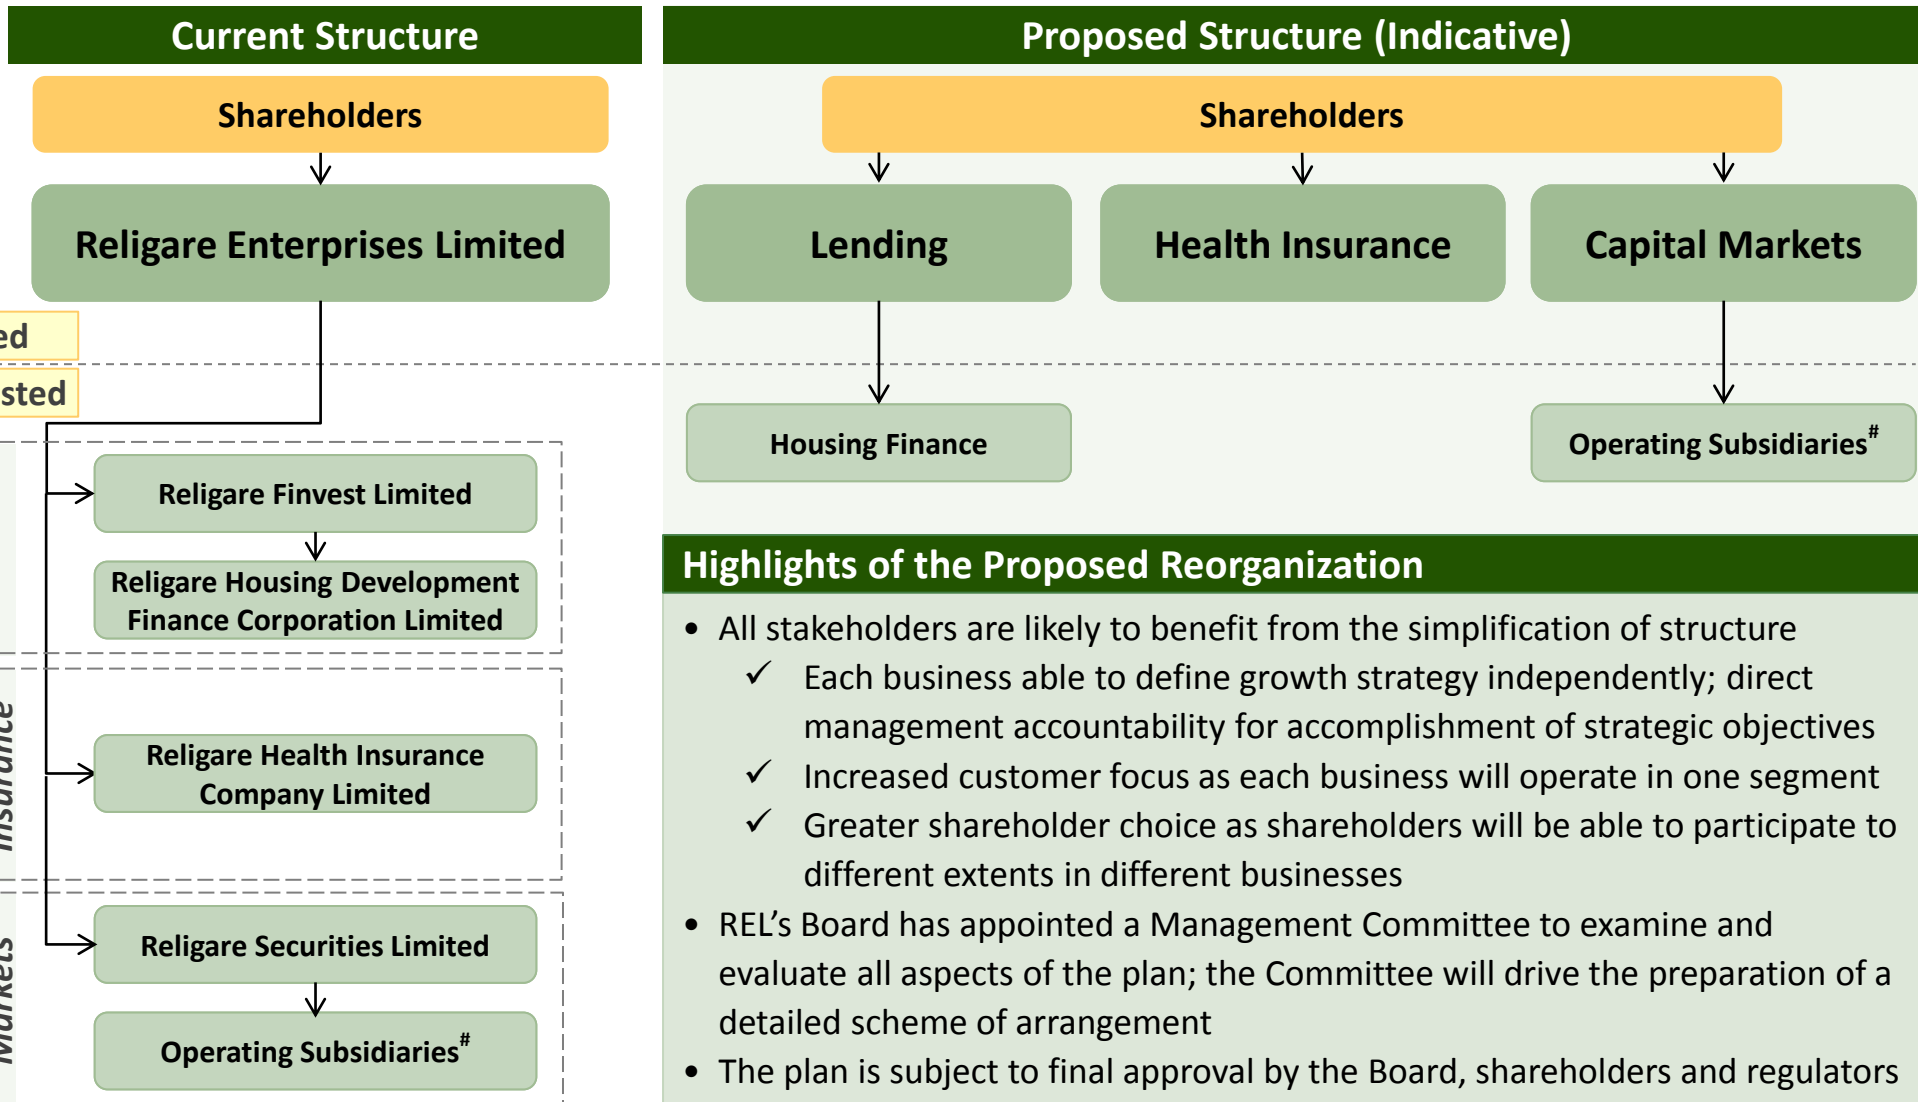 Current Structure
Shareholders
Religare Enterprises Limited
ed
sted
Religare Finvest Limited
Religare Housing Development
Finance Corporation Limited
Insurance
Religare Health Insurance
Company Limited
Markets
Religare Securities Limited
Operating Subsidiaries#
Proposed Structure (Indicative)
Shareholders
Lending
Health Insurance
Capital Markets
Housing Finance
Operating Subsidiaries#
Highlights of the Proposed Reorganization
• All stakeholders are likely to benefit from the simplification of structure
✓ Each business able to define growth strategy independently; direct
management accountability for accomplishment of strategic objectives
✓ Increased customer focus as each business will operate in one segment
✓ Greater shareholder choice as shareholders will be able to participate to
different extents in different businesses
• REL’s Board has appointed a Management Committee to examine and
evaluate all aspects of the plan; the Committee will drive the preparation of a
detailed scheme of arrangement
• The plan is subject to final approval by the Board, shareholders and regulators